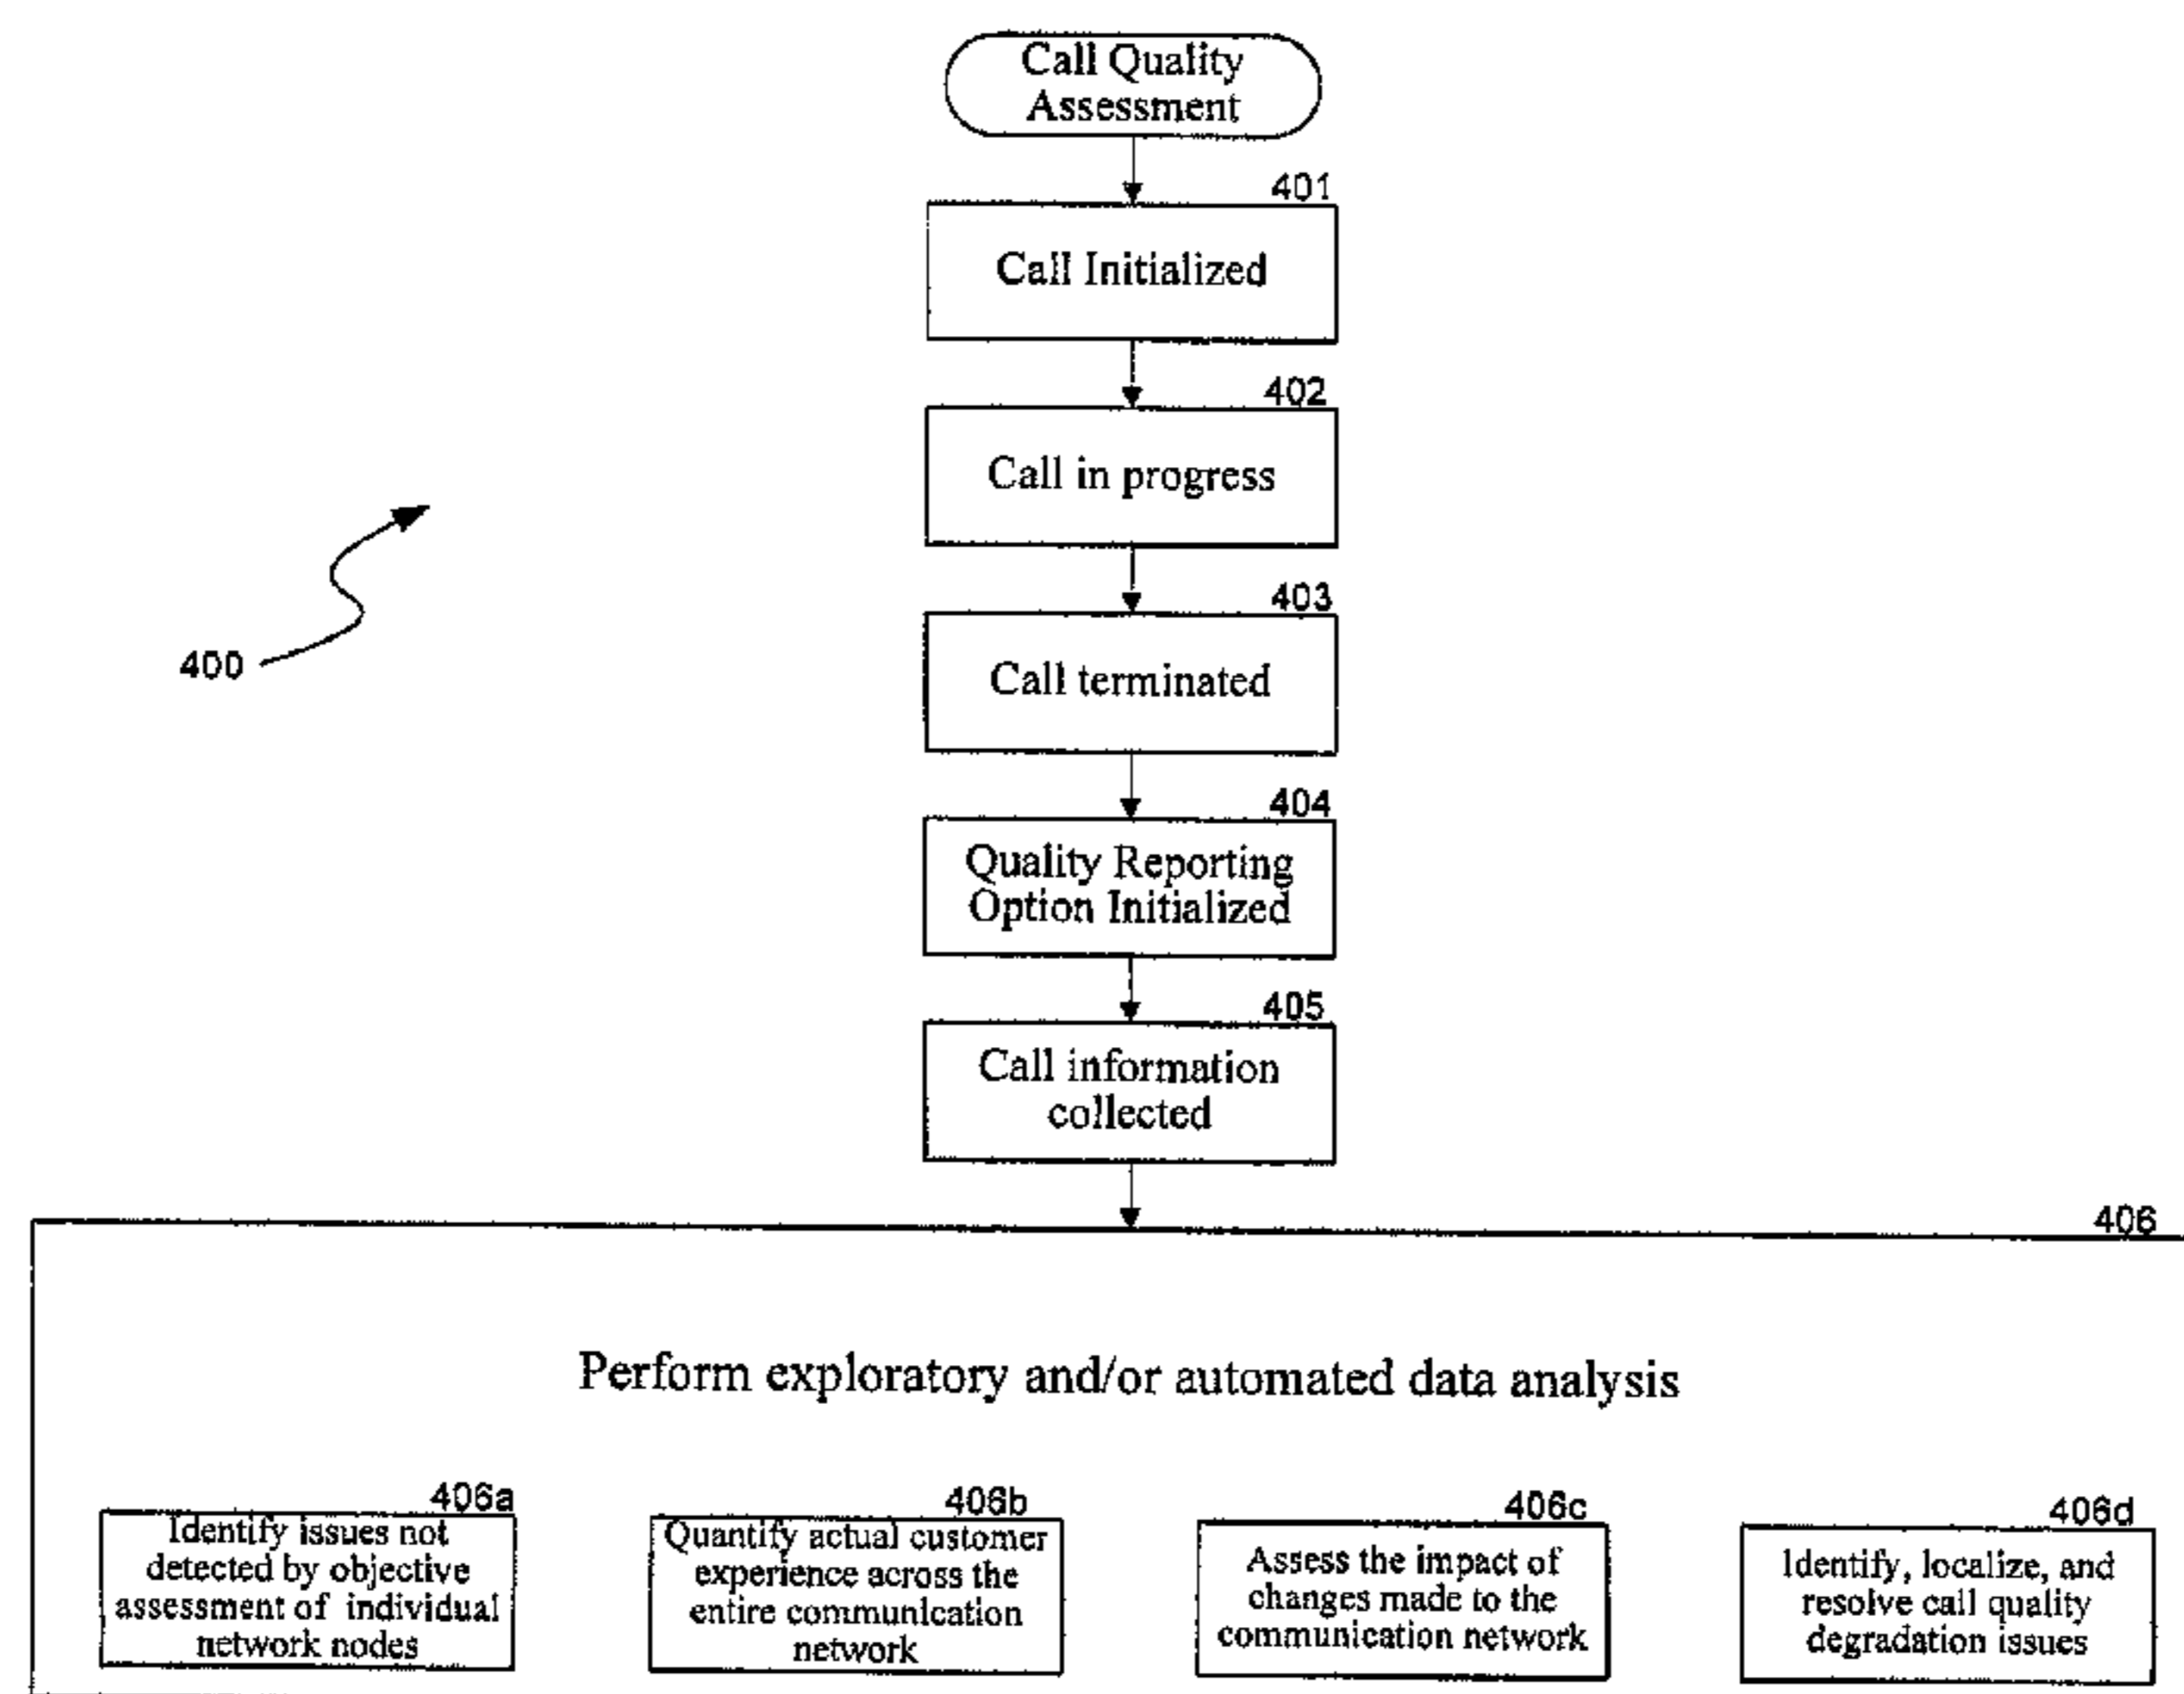 Call Quality
Assessment
401
Call Initialized
402
Call in progress
403
Call terminated
400
404
Quality Reporting
Option Initialized
405
Call information
collected
406
Perform exploratory and/or automated data analysis
406a
Identify issues not
detected by objective
assessment of individual
network nodes
406b
Quantify actual customer
experience across the
entire communication
network
406c
Assess the impact of
changes made to the
communication network
406d
Identify, localize, and
resolve call quality
degradation issues